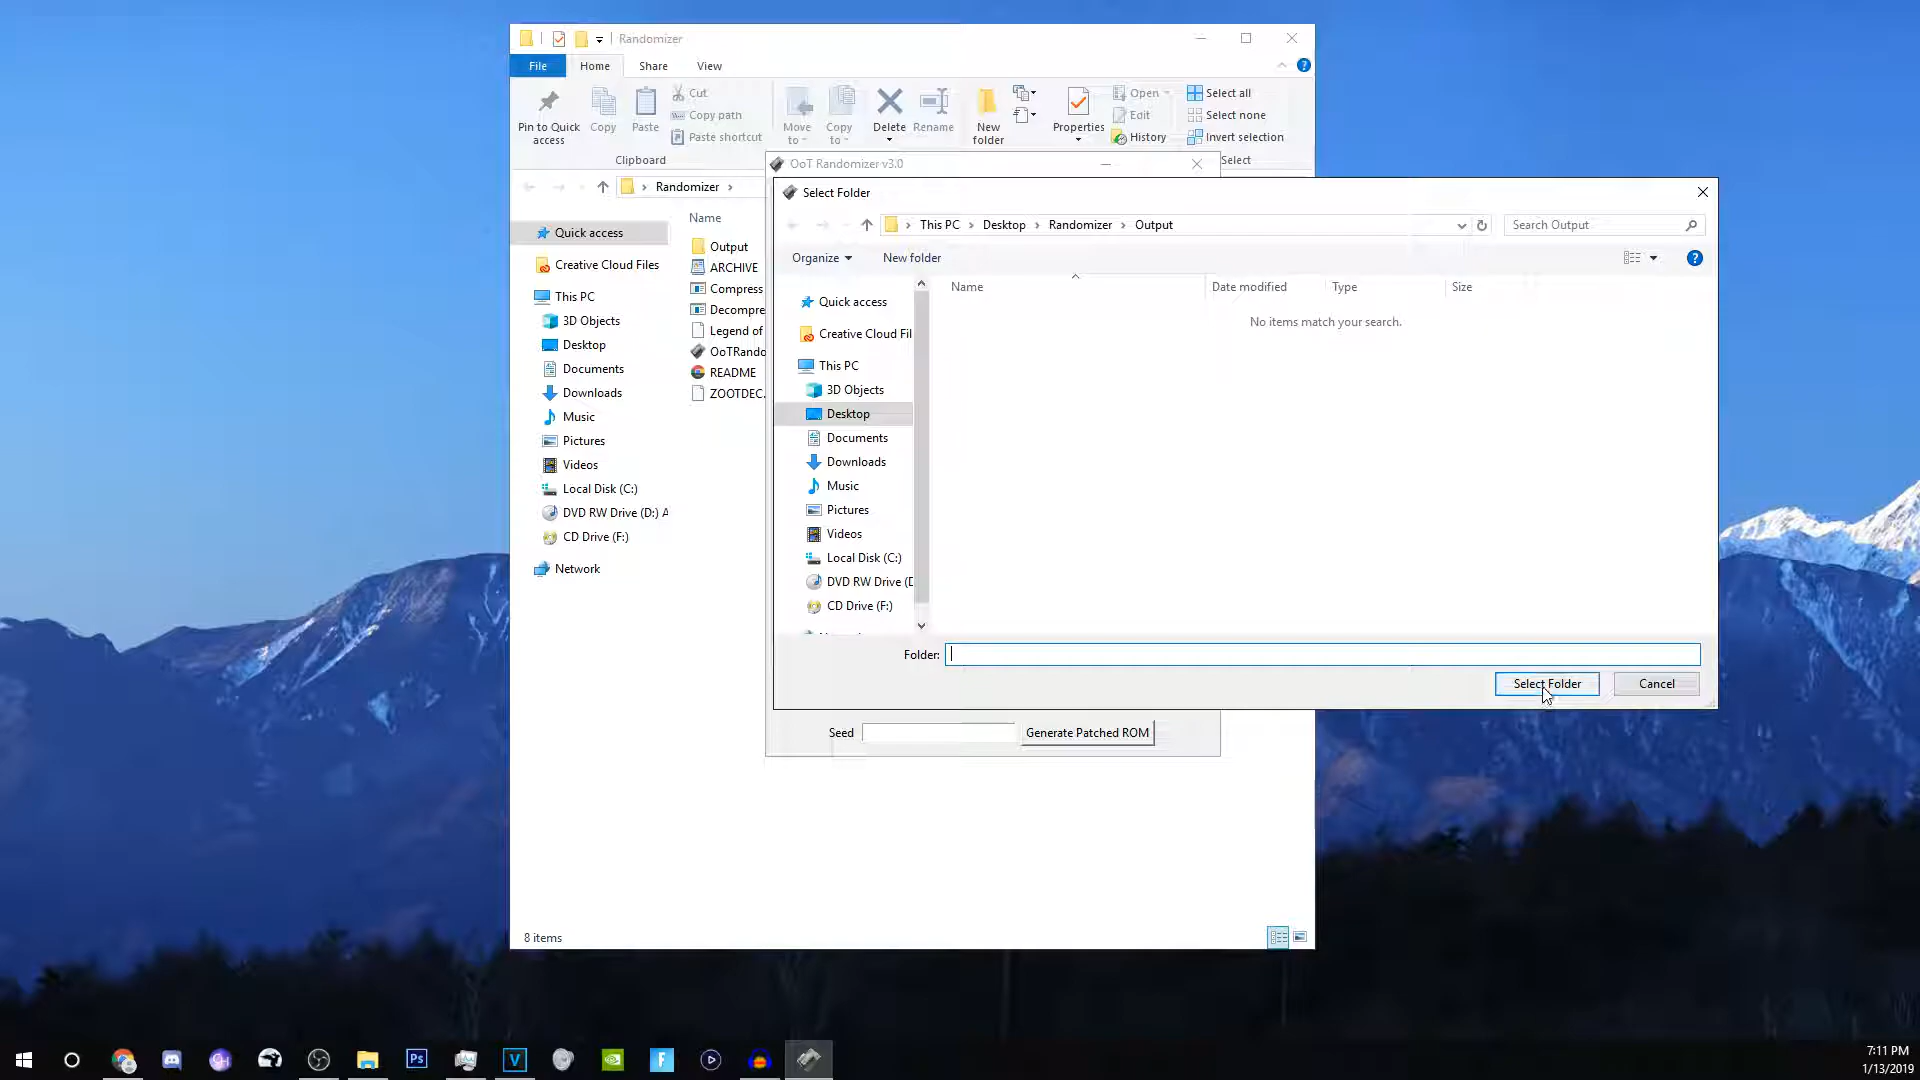 Randomizer
File
Home
Share
View
Pin to Quick access
Copy
Paste
Cut
Copy path
Paste shortcut
Move to
Copy to
Delete
Rename
New folder
Properties
Open
Edit
History
Select all
Select none
Invert selection
Clipboard
Select
Randomizer
Name
Quick access
Creative Cloud Files
This PC
3D Objects
Desktop
Documents
Downloads
Music
Pictures
Videos
Local Disk (C:)
DVD RW Drive (D:) A
CD Drive (F:)
Network
Output
ARCHIVE
Compress
Decompre
Legend of
OoTRando
README
ZOOTDEC.
8 items
OoT Randomizer v3.0
Select Folder
This PC
Desktop
Randomizer
Output
Search Output
Organize
New folder
Name
Date modified
Type
Size
No items match your search.
Quick access
Creative Cloud Fil
This PC
3D Objects
Desktop
Documents
Downloads
Music
Pictures
Videos
Local Disk (C:)
DVD RW Drive (D
CD Drive (F:)
Folder:
Select Folder
Cancel
Seed
Generate Patched ROM
Ps
V
F
7:11 PM
1/13/2019